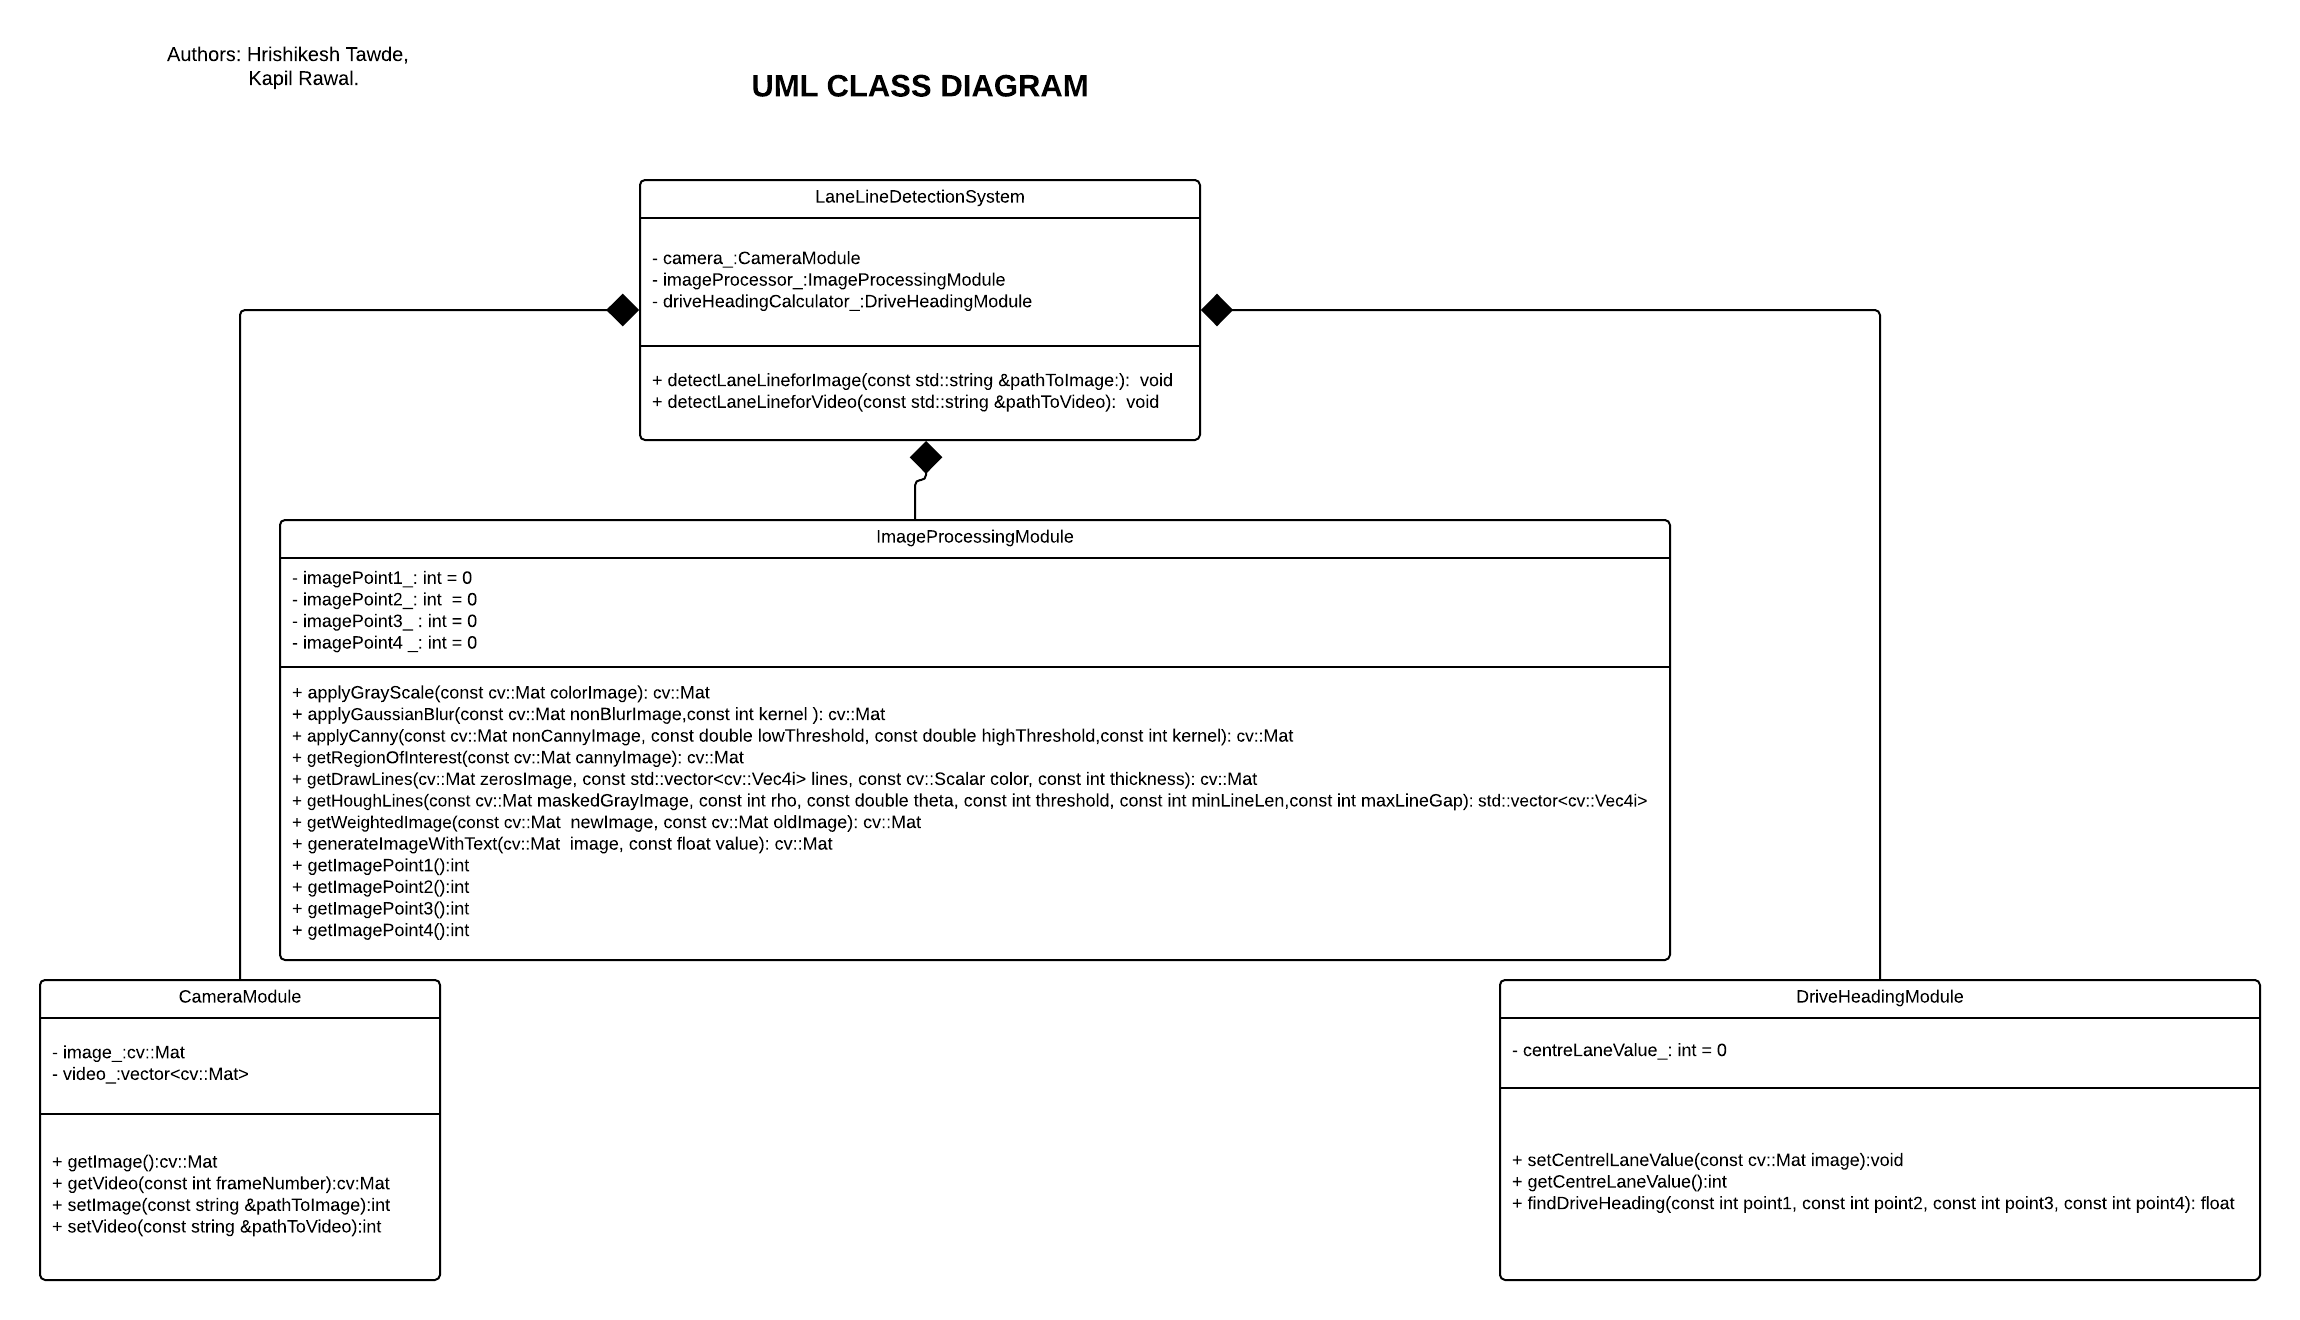 Authors: Hrishikesh Tawde,
Kapil Rawal.
UML CLASS DIAGRAM
LaneLineDetectionSystem
- camera_:CameraModule
- imageProcessor_:ImageProcessingModule
- driveHeadingCalculator_:DriveHeadingModule
+ detectLaneLineforImage(const std::string &pathToImage:):  void
+ detectLaneLineforVideo(const std::string &pathToVideo):  void
ImageProcessingModule
- imagePoint1_: int = 0
- imagePoint2_: int  = 0
- imagePoint3_ : int = 0
- imagePoint4 _: int = 0
+ applyGrayScale(const cv::Mat colorImage): cv::Mat
+ applyGaussianBlur(const cv::Mat nonBlurImage,const int kernel ): cv::Mat
+ applyCanny(const cv::Mat nonCannyImage, const double lowThreshold, const double highThreshold,const int kernel): cv::Mat
+ getRegionOfInterest(const cv::Mat cannyImage): cv::Mat
+ getDrawLines(cv::Mat zerosImage, const std::vector<cv::Vec4i> lines, const cv::Scalar color, const int thickness): cv::Mat
+ getHoughLines(const cv::Mat maskedGrayImage, const int rho, const double theta, const int threshold, const int minLineLen,const int maxLineGap): std::vector<cv::Vec4i>
+ getWeightedImage(const cv::Mat  newImage, const cv::Mat oldImage): cv::Mat
+ generateImageWithText(cv::Mat  image, const float value): cv::Mat
+ getImagePoint1():int
+ getImagePoint2():int
+ getImagePoint3():int
+ getImagePoint4():int
CameraModule
- image_:cv::Mat
- video_:vector<cv::Mat>
+ getImage():cv::Mat
+ getVideo(const int frameNumber):cv:Mat
+ setImage(const string &pathToImage):int
+ setVideo(const string &pathToVideo):int
DriveHeadingModule
- centreLaneValue_: int = 0
+ setCentrelLaneValue(const cv::Mat image):void
+ getCentreLaneValue():int
+ findDriveHeading(const int point1, const int point2, const int point3, const int point4): float